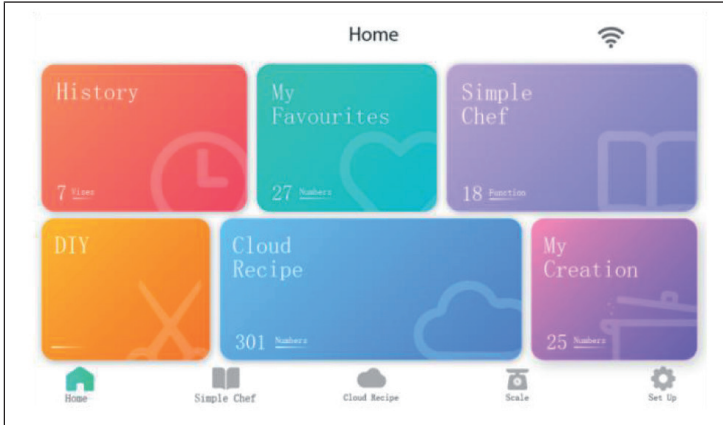 Home
History
7 Vises
My
Favourites
27 Numbers
Simple
Chef
18 Function
DIY
Cloud
Recipe
301 Numbers
My
Creation
25 Numbers
Home
Simple Chef
Cloud Recipe
Scale
Set Up